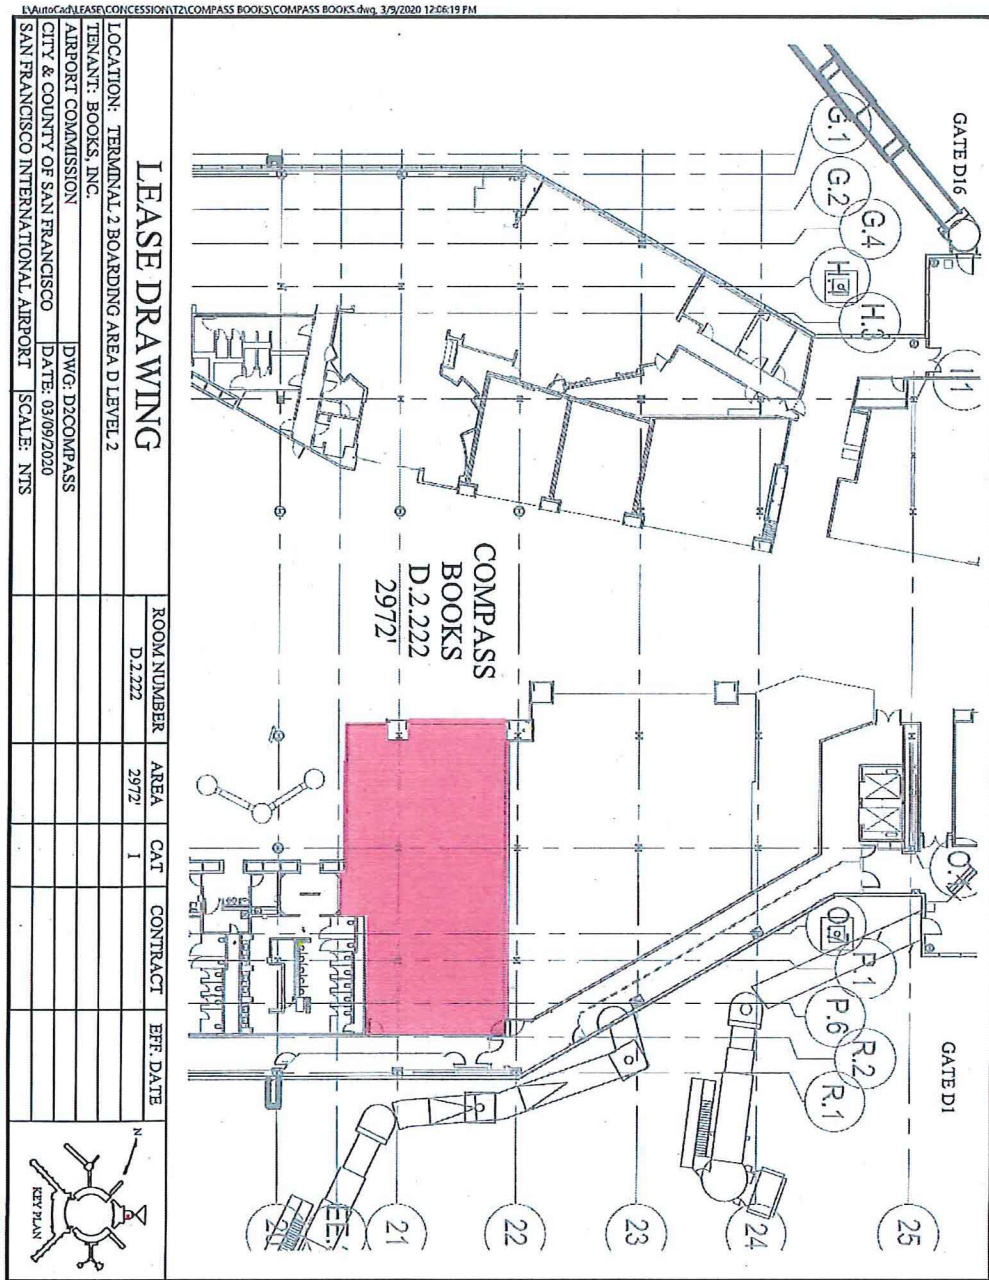 L:\AutoCad\LEASE\CONCESSION\T2\COMPASS BOOKS\COMPASS BOOKS.dwg, 3/9/2020 12:06:19 PM
GATE D16
G.1
G.2
G.4
H.3
I.1
COMPASS
BOOKS
D.2.222
2972'
P.1
P.6
R.2
R.1
GATE D1
20
21
22
23
24
25
LEASE DRAWING
LOCATION: TERMINAL 2 BOARDING AREA D LEVEL 2
TENANT: BOOKS, INC.
AIRPORT COMMISSION
DWG: D2COMPASS
CITY & COUNTY OF SAN FRANCISCO
DATE: 03/09/2020
SAN FRANCISCO INTERNATIONAL AIRPORT
SCALE: NTS
ROOM NUMBER AREA CAT CONTRACT EFF. DATE
D.2.222 2972' 1
N
KEY PLAN